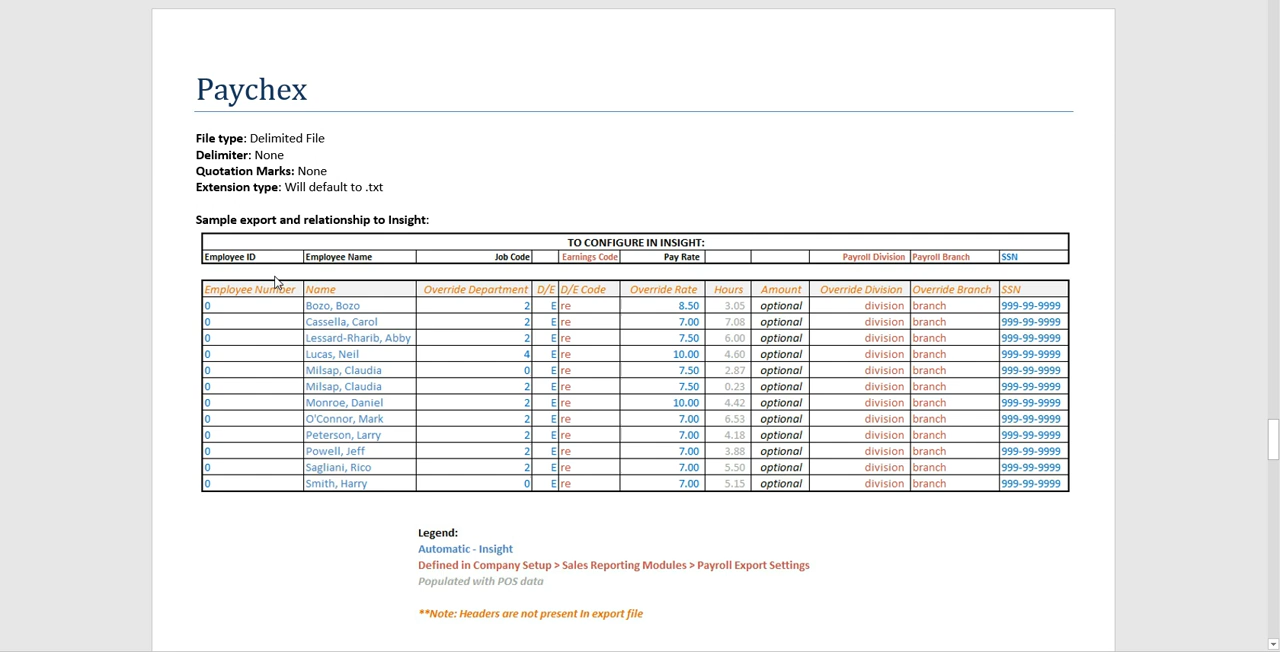 Paychex
File type: Delimited File
Delimiter: None
Quotation Marks: None
Extension type: Will default to .txt
Sample export and relationship to Insight:
TO CONFIGURE IN INSIGHT:
Employee ID Employee Name Job Code Earnings Code Pay Rate Payroll Division Payroll Branch SSN
Employee Number Name Override Department D/E D/E Code Override Rate Hours Amount Override Division Override Branch SSN
0 Bozo, Bozo 2 E re 8.50 3.05 optional division branch 999-99-9999
0 Cassella, Carol 2 E re 7.00 7.08 optional division branch 999-99-9999
0 Lessard-Rharib, Abby 2 E re 7.50 6.00 optional division branch 999-99-9999
0 Lucas, Neil 4 E re 10.00 4.60 optional division branch 999-99-9999
0 Milsap, Claudia 0 E re 7.50 2.87 optional division branch 999-99-9999
0 Milsap, Claudia 2 E re 7.50 0.23 optional division branch 999-99-9999
0 Monroe, Daniel 2 E re 10.00 4.42 optional division branch 999-99-9999
0 O'Connor, Mark 2 E re 7.00 6.53 optional division branch 999-99-9999
0 Peterson, Larry 2 E re 7.00 4.18 optional division branch 999-99-9999
0 Powell, Jeff 2 E re 7.00 3.88 optional division branch 999-99-9999
0 Sagliani, Rico 2 E re 7.00 5.50 optional division branch 999-99-9999
0 Smith, Harry 0 E re 7.00 5.15 optional division branch 999-99-9999
Legend:
Automatic - Insight
Defined in Company Setup > Sales Reporting Modules > Payroll Export Settings
Populated with POS data
**Note: Headers are not present In export file